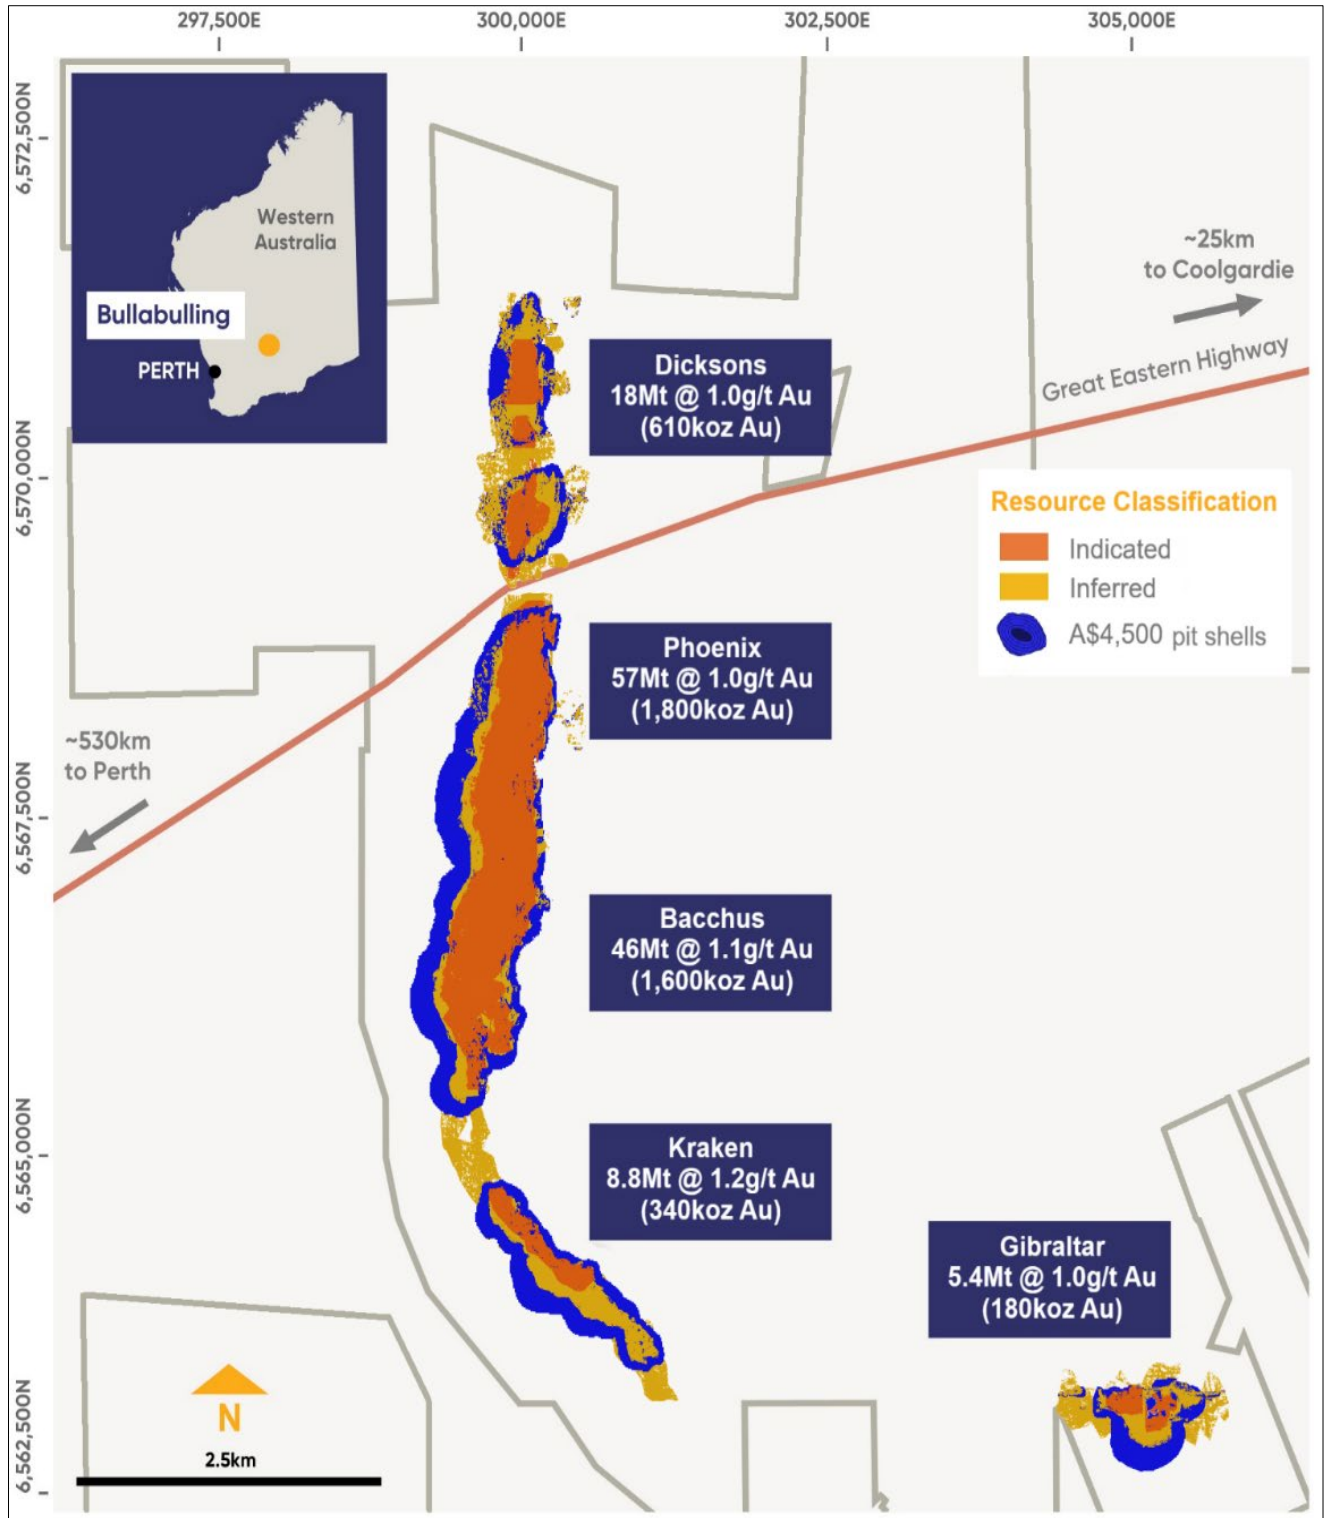 297,500E
300,000E
302,500E
305,000E
6,572,500N
6,570,000N
6,567,500N
6,565,000N
6,562,500N
Western
Australia
Bullabulling
PERTH
~25km
to Coolgardie
Great Eastern Highway
Dicksons
18Mt @ 1.0g/t Au
(610koz Au)
Resource Classification
Indicated
Inferred
A$4,500 pit shells
Phoenix
57Mt @ 1.0g/t Au
(1,800koz Au)
~530km
to Perth
Bacchus
46Mt @ 1.1g/t Au
(1,600koz Au)
Kraken
8.8Mt @ 1.2g/t Au
(340koz Au)
Gibraltar
5.4Mt @ 1.0g/t Au
(180koz Au)
N
2.5km